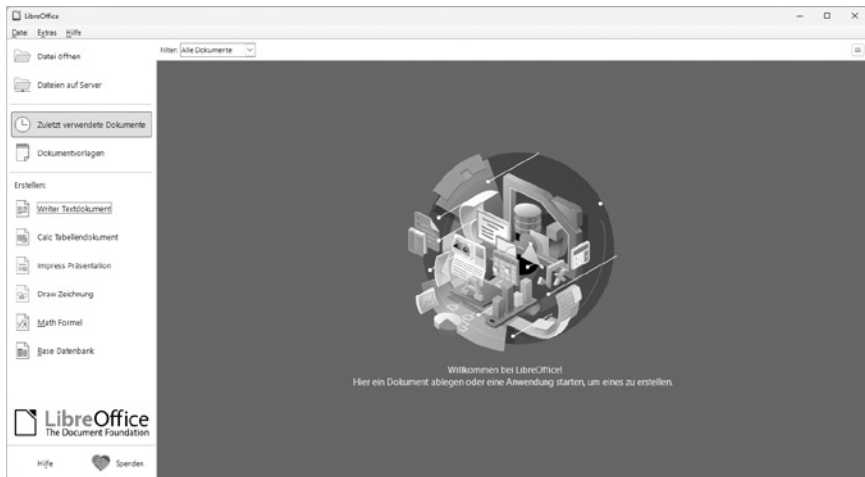 LibreOffice
Datei Extras Hilfe
Datei öffnen
Filter: Alle Dokumente
Dateien auf Server
Zuletzt verwendete Dokumente
Dokumentvorlagen
Erstellen:
Writer Textdokument
Calc Tabellendokument
Impress Präsentation
Draw Zeichnung
Math Formel
Base Datenbank
Willkommen bei LibreOffice!
Hier ein Dokument ablegen oder eine Anwendung starten, um eines zu erstellen.
LibreOffice
The Document Foundation
Hilfe Spenden